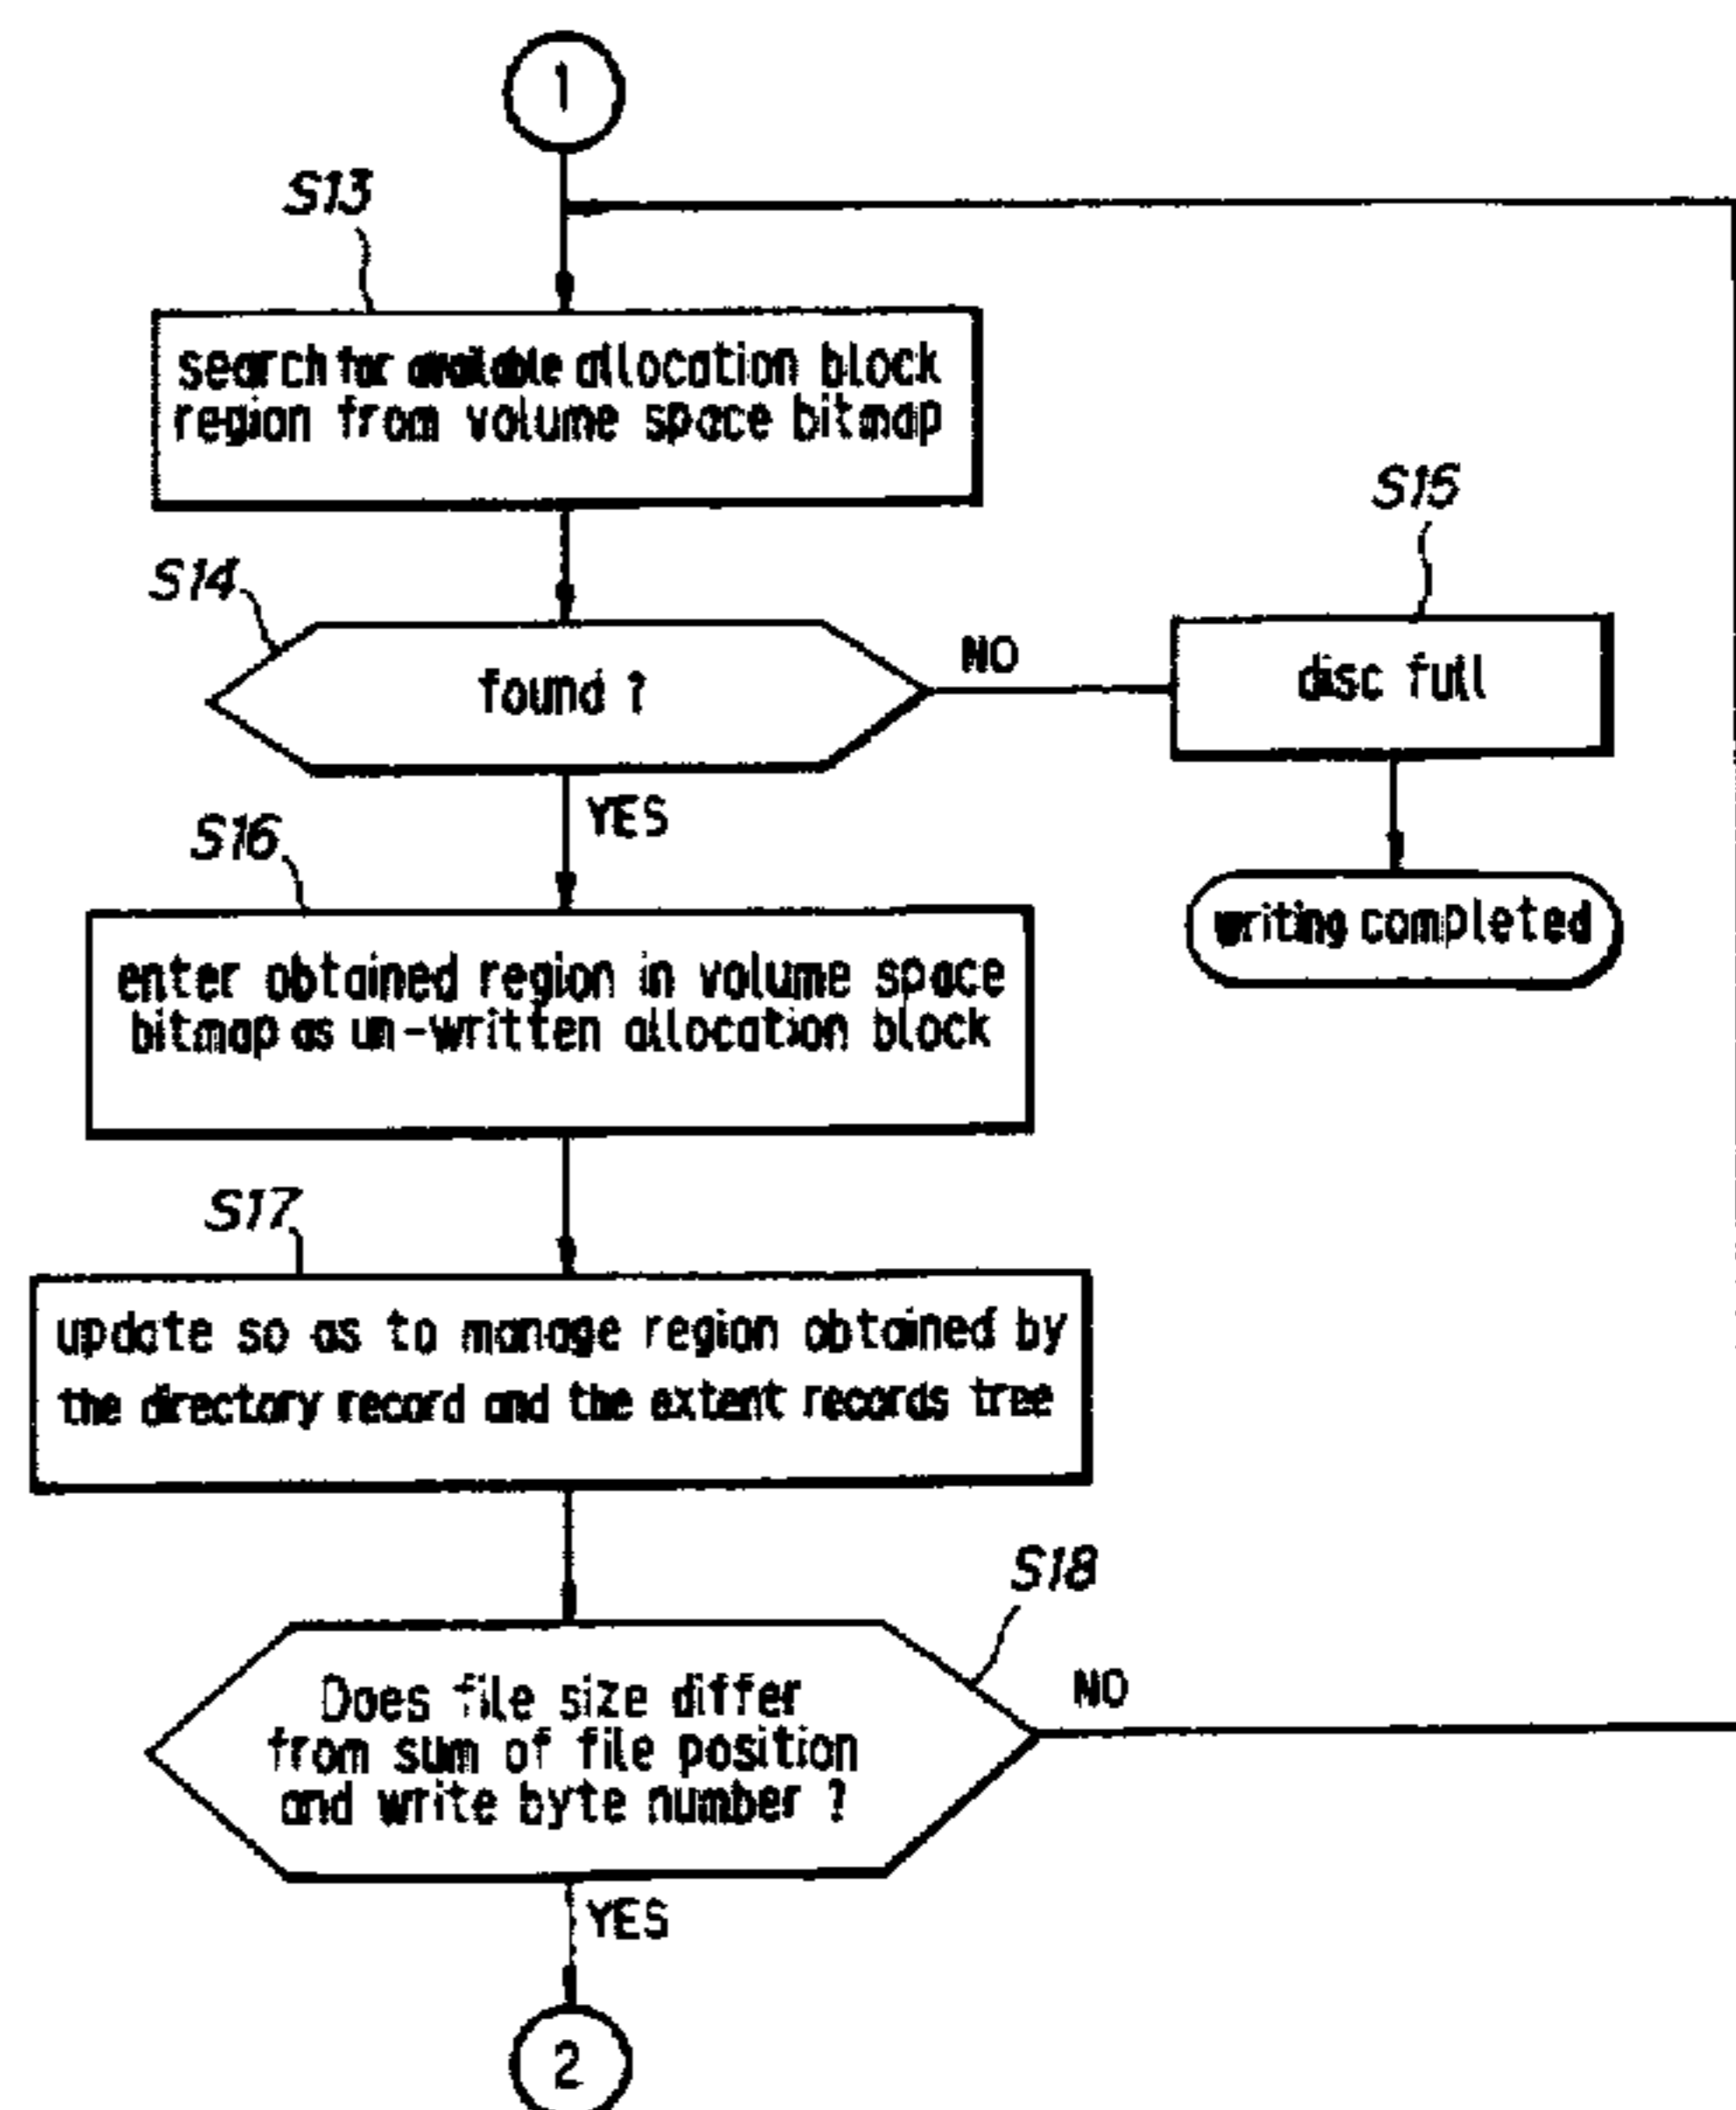 1
S13
search for available allocation block
region from volume space bitmap
S14
found ?
NO
S15
disc full
YES
writing completed
S16
enter obtained region in volume space
bitmap as un-written allocation block
S17
update so as to manage region obtained by
the directory record and the extent records tree
S18
Does file size differ
from sum of file position
and write byte number ?
NO
YES
2